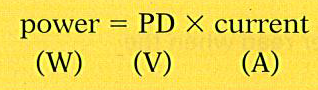 power = PD × current
(W) (V) (A)